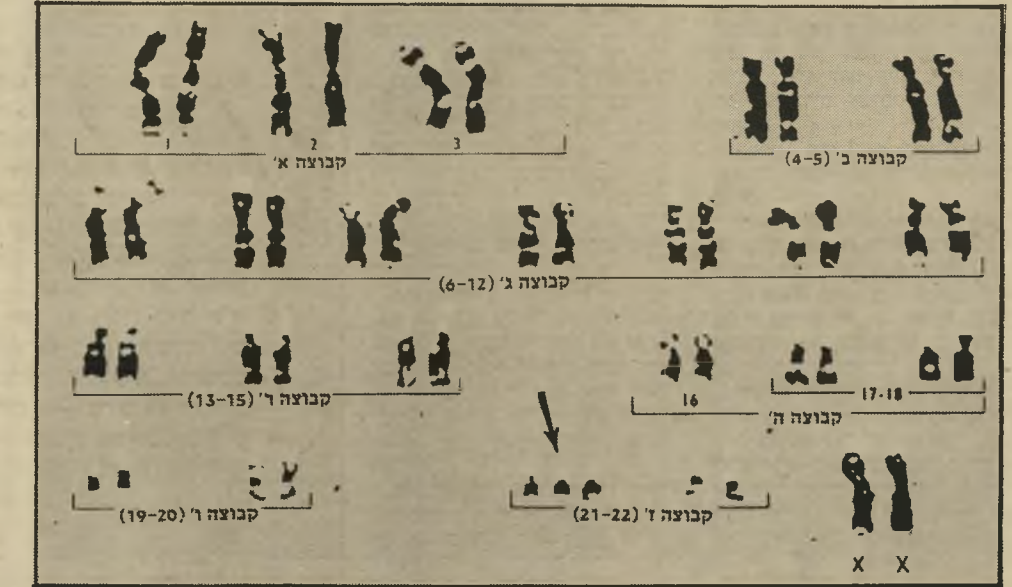 1 2 3
קבוצה א'
קבוצה ב' (4-5)
קבוצה ג' (6-12)
קבוצה ד' (13-15)
16 17-18
קבוצה ה'
קבוצה ו' (19-20)
קבוצה ז' (21-22)
X X